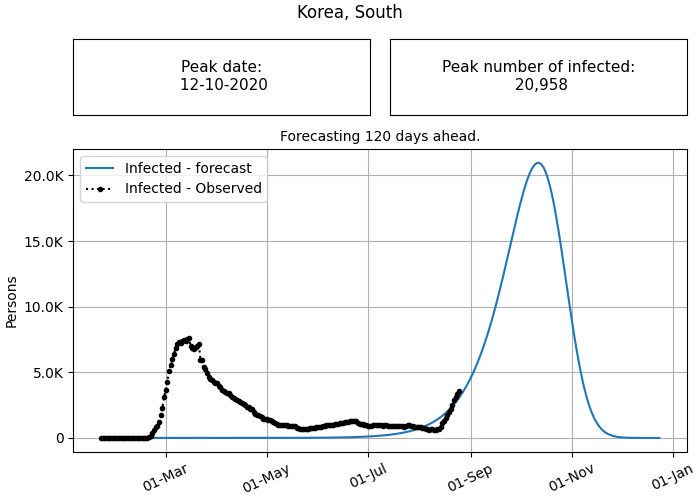 Korea, South
Peak date:
12-10-2020
Peak number of infected:
20,958
Forecasting 120 days ahead.
Infected - forecast
Infected - Observed
20.0K
15.0K
10.0K
5.0K
0
Persons
01-Mar
01-May
01-Jul
01-Sep
01-Nov
01-Jan